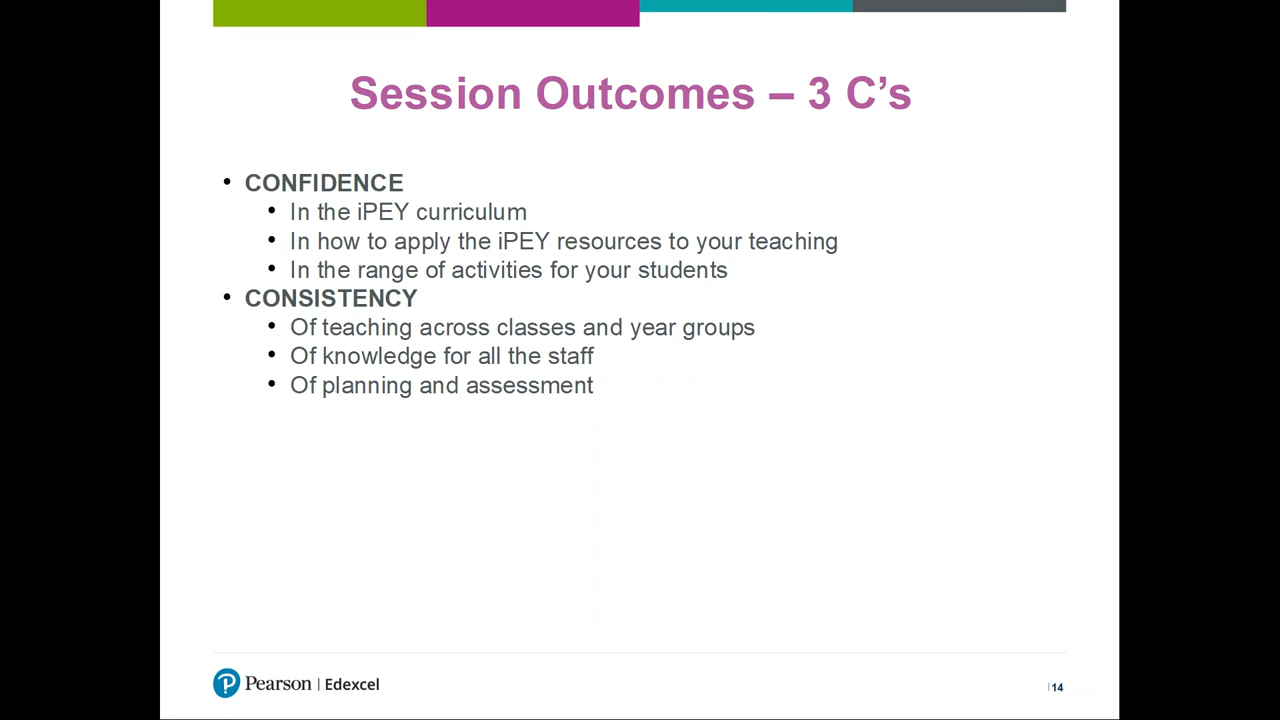 Session Outcomes – 3 C’s
• CONFIDENCE
• In the iPEY curriculum
• In how to apply the iPEY resources to your teaching
• In the range of activities for your students
• CONSISTENCY
• Of teaching across classes and year groups
• Of knowledge for all the staff
• Of planning and assessment
Pearson | Edexcel
| 14